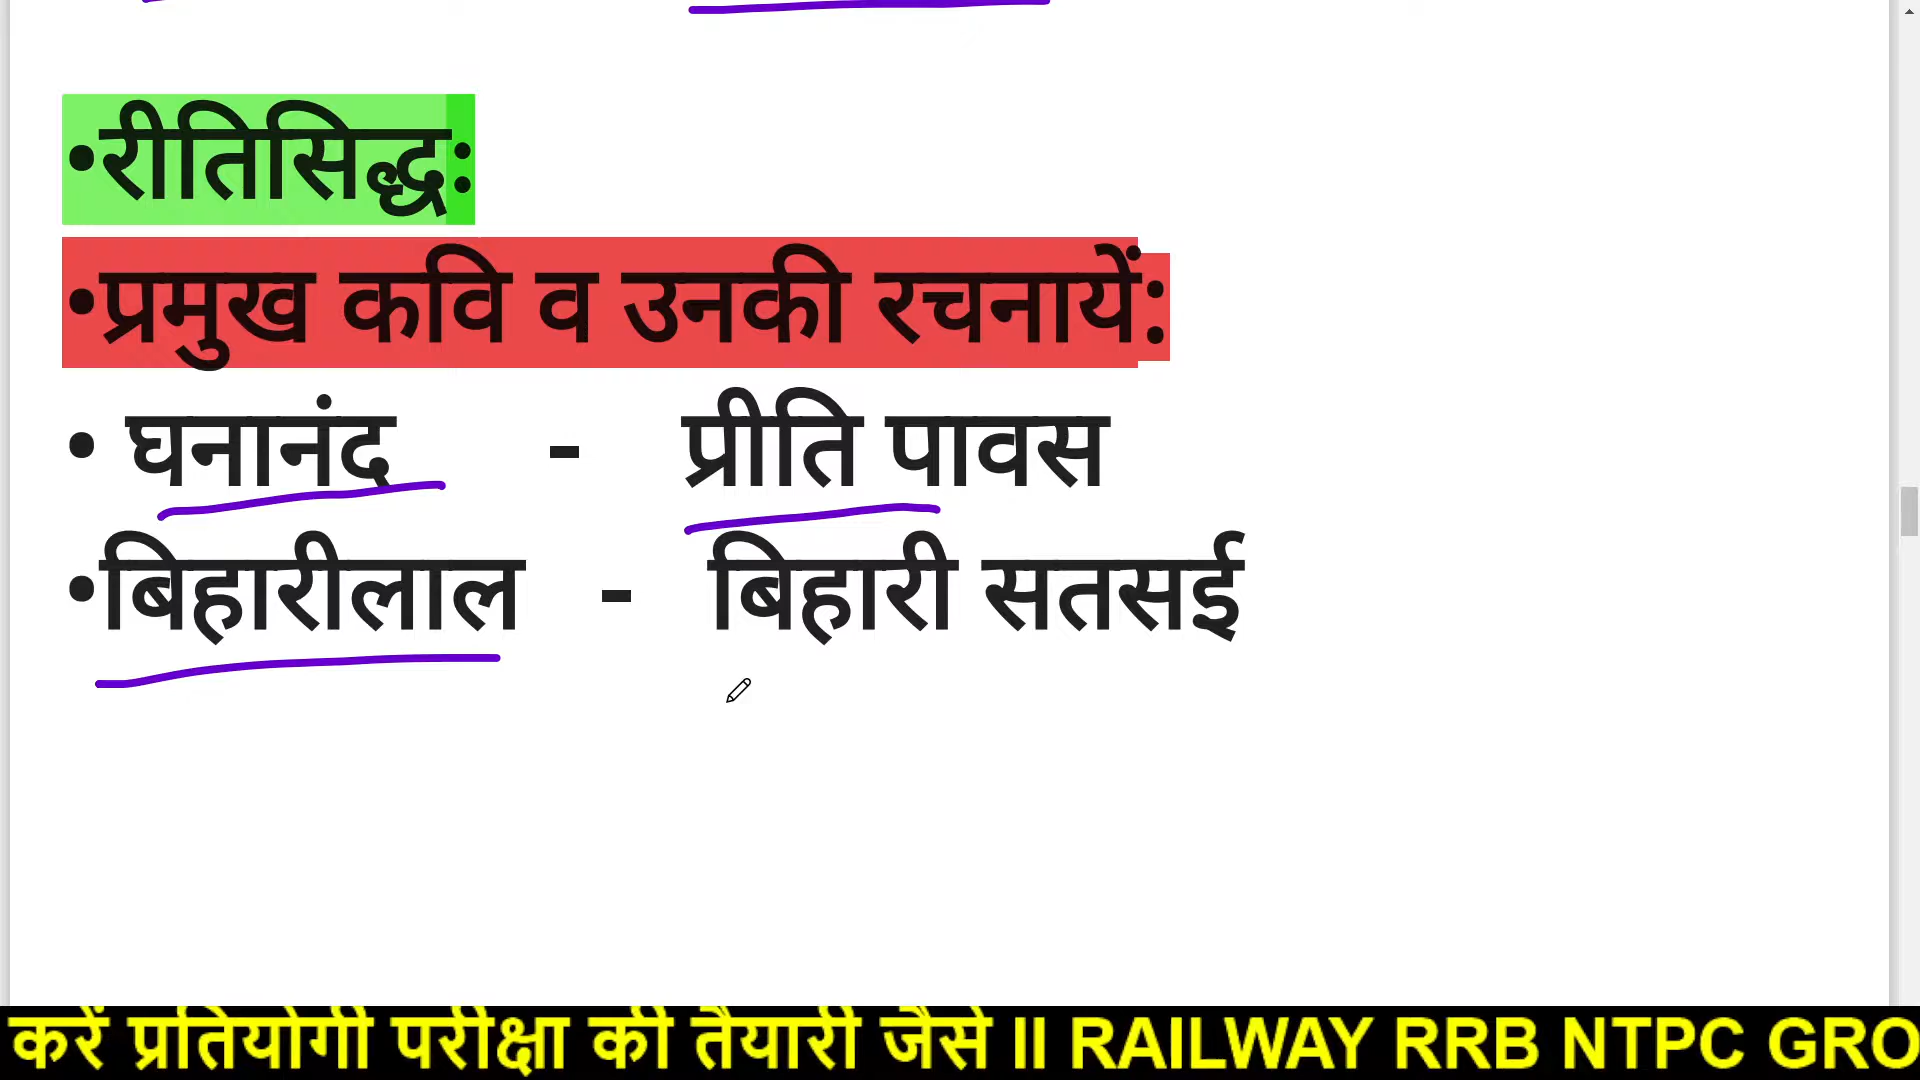 •रीतिसिद्ध:
•प्रमुख कवि व उनकी रचनायें:
• घनानंद - प्रीति पावस
•बिहारीलाल - बिहारी सतसई
करें प्रतियोगी परीक्षा की तैयारी जैसे II RAILWAY RRB NTPC GRO